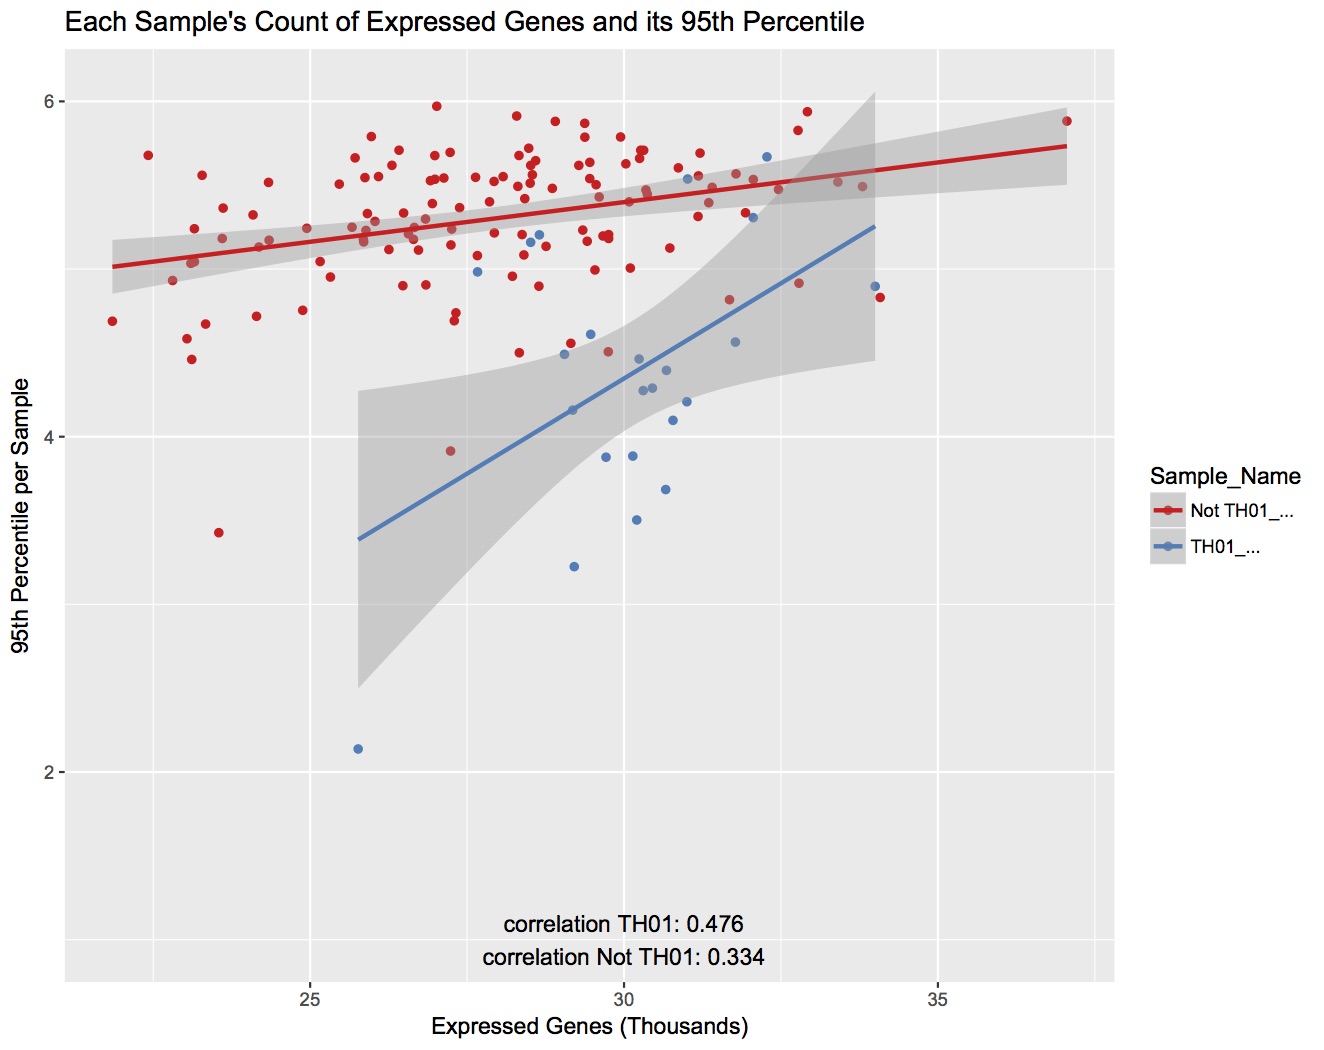 Each Sample's Count of Expressed Genes and its 95th Percentile
6
4
2
95th Percentile per Sample
correlation TH01: 0.476
correlation Not TH01: 0.334
25
30
35
Expressed Genes (Thousands)
Sample_Name
Not TH01_...
TH01_...